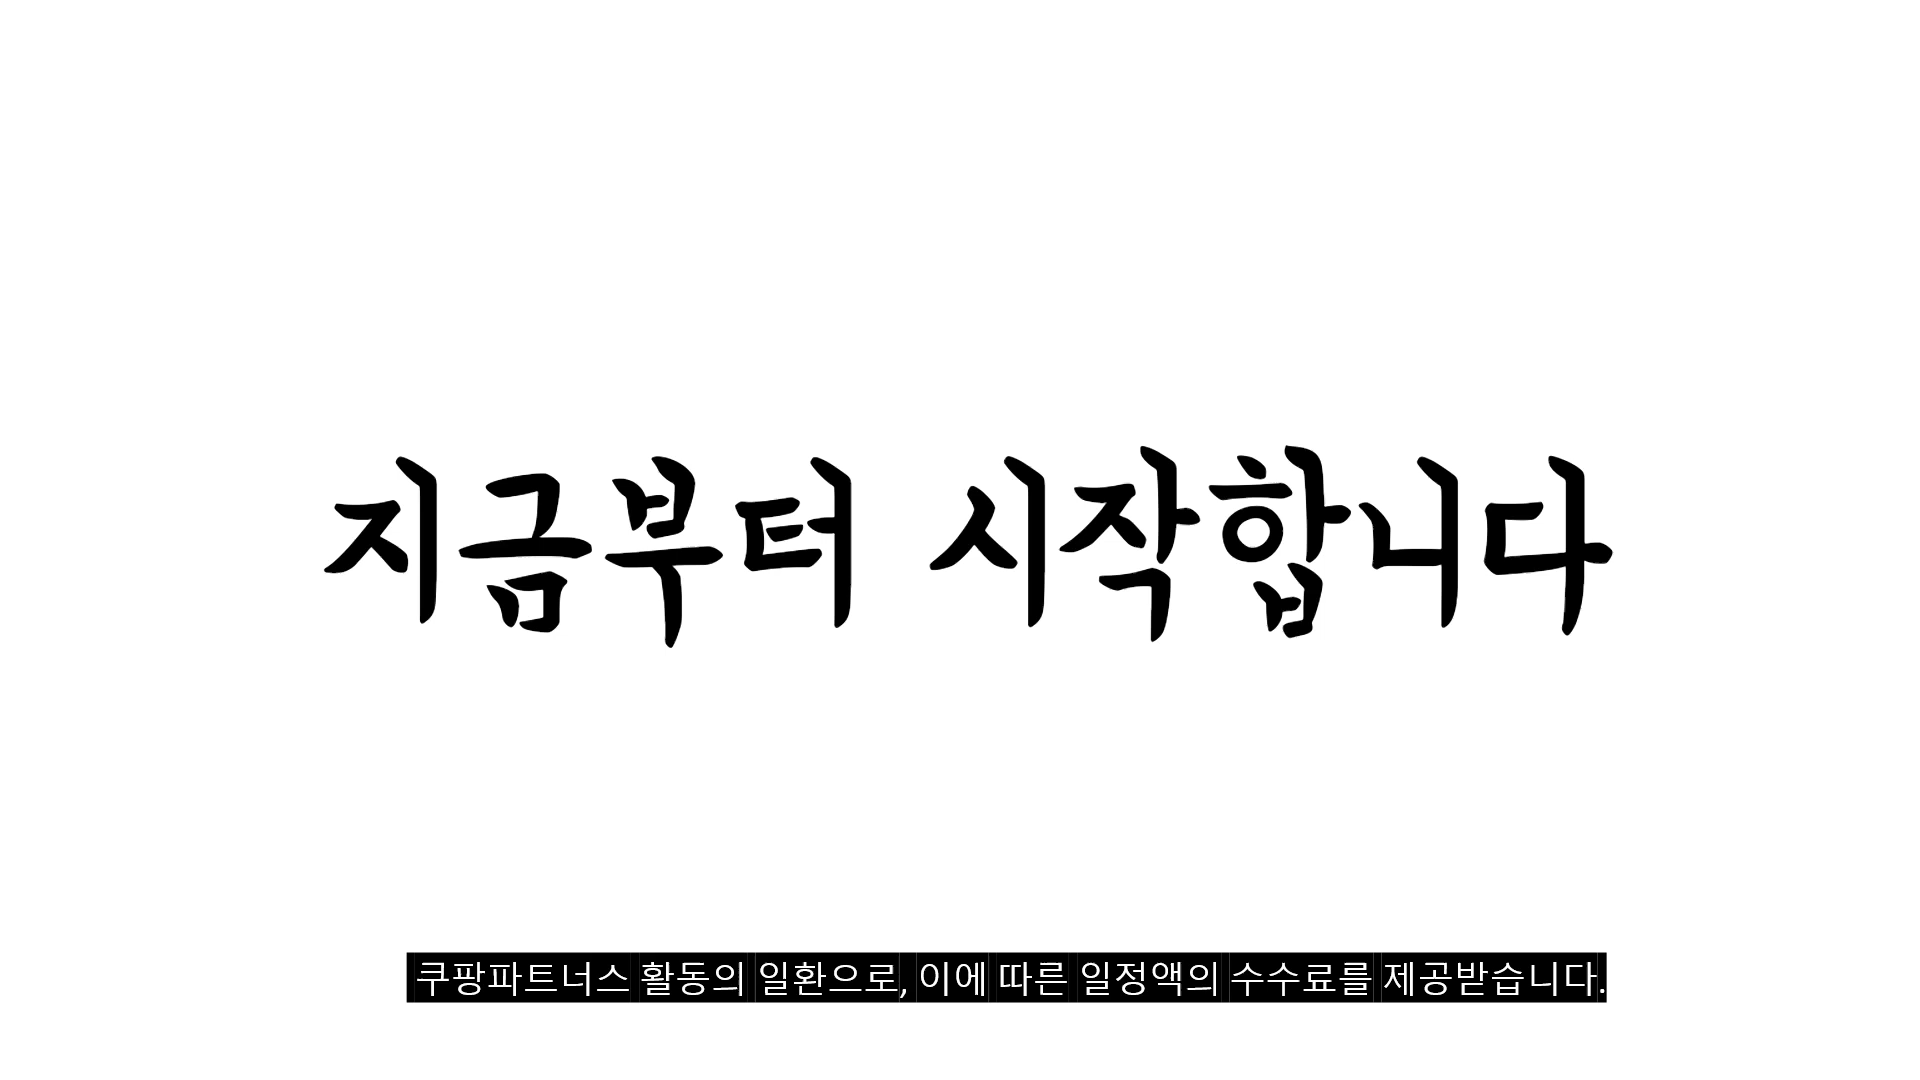 지금부터 시작합니다
쿠팡파트너스 활동의 일환으로, 이에 따른 일정액의 수수료를 제공받습니다.